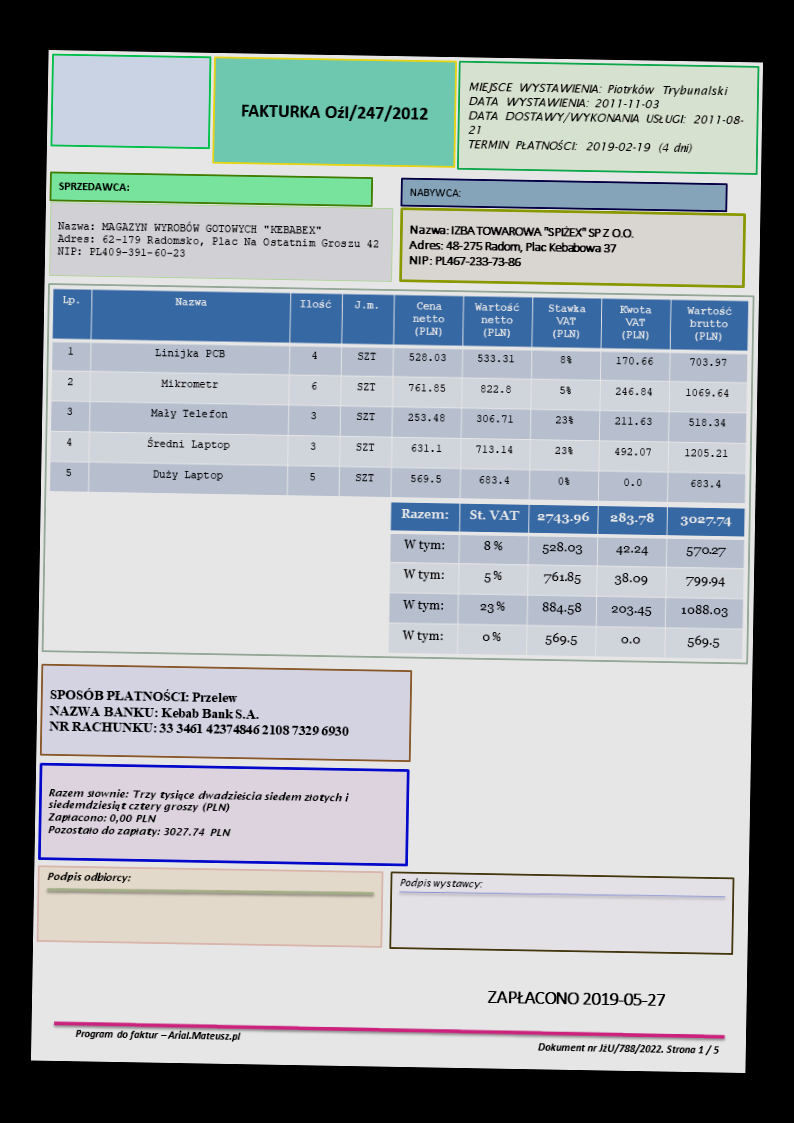 FAKTURKA OźI/247/2012
MIEJSCE WYSTAWIENIA: Piotrków Trybunalski
DATA WYSTAWIENIA: 2011-11-03
DATA DOSTAWY/WYKONANIA USŁUGI: 2011-08-
21
TERMIN PŁATNOŚCI: 2019-02-19 (4 dni)
SPRZEDAWCA:
Nazwa: MAGAZYN WYROBÓW GOTOWYCH "KEBABEX"
Adres: 62-179 Radomsko, Plac Na Ostatnim Groszu 42
NIP: PL409-391-60-23
NABYWCA:
Nazwa: IZBA TOWAROWA "SPIŻEX" SP Z O.O.
Adres: 48-275 Radom, Plac Kebabowa 37
NIP: PL467-233-73-86
Lp. Nazwa Ilość J.m. Cena netto (PLN) Wartość netto (PLN) Stawka VAT (PLN) Kwota VAT (PLN) Wartość brutto (PLN)
1 Linijka PCB 4 SZT 528.03 533.31 8% 170.66 703.97
2 Mikrometr 6 SZT 761.85 822.8 5% 246.84 1069.64
3 Mały Telefon 3 SZT 253.48 306.71 23% 211.63 518.34
4 Średni Laptop 3 SZT 631.1 713.14 23% 492.07 1205.21
5 Duży Laptop 5 SZT 569.5 683.4 0% 0.0 683.4
Razem: St. VAT 2743.96 283.78 3027.74
W tym: 8 % 528.03 42.24 570.27
W tym: 5 % 761.85 38.09 799.94
W tym: 23 % 884.58 203.45 1088.03
W tym: 0 % 569.5 0.0 569.5
SPOSÓB PŁATNOŚCI: Przelew
NAZWA BANKU: Kebab Bank S.A.
NR RACHUNKU: 33 3461 42374846 2108 7329 6930
Razem słownie: Trzy tysiące dwadzieścia siedem złotych i
siedemdziesiąt cztery groszy (PLN)
Zapłacono: 0,00 PLN
Pozostało do zapłaty: 3027.74 PLN
Podpis odbiorcy:
Podpis wystawcy:
ZAPŁACONO 2019-05-27
Program do faktur – Arial.Mateusz.pl
Dokument nr JżU/788/2022. Strona 1 / 5